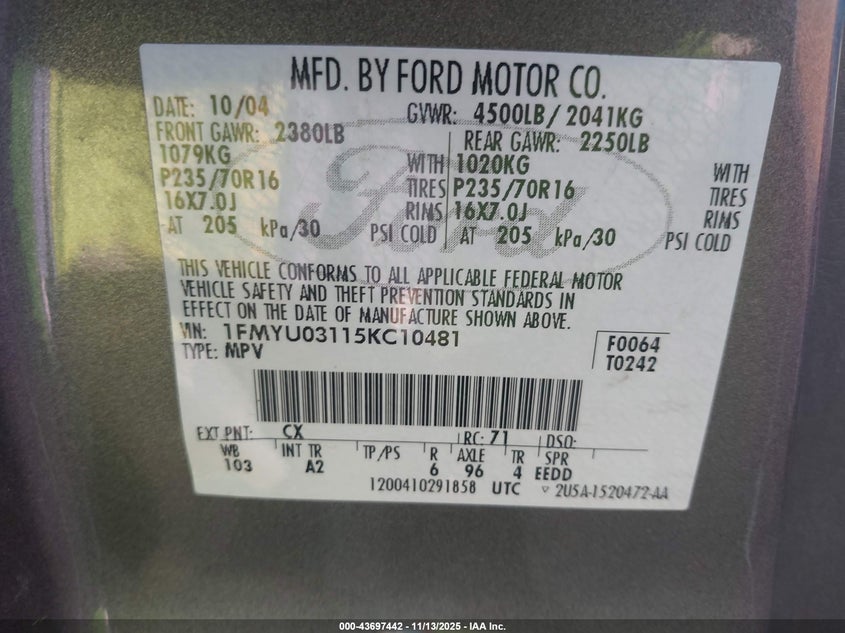 MFD. BY FORD MOTOR CO.
DATE: 10/04 GVWR: 4500LB/ 2041KG
FRONT GAWR: 2380LB REAR GAWR: 2250LB
1079KG WITH 1020KG WITH
P235/70R16 TIRES P235/70R16 TIRES
16X7.0J RIMS 16X7.0J RIMS
AT 205 kPa/30 PSI COLD AT 205 kPa/30 PSI COLD
Ford
THIS VEHICLE CONFORMS TO ALL APPLICABLE FEDERAL MOTOR
VEHICLE SAFETY AND THEFT PREVENTION STANDARDS IN
EFFECT ON THE DATE OF MANUFACTURE SHOWN ABOVE.
VIN: 1FMYU03115KC10481 F0064
TYPE: MPV T0242
EXT PNT: CX RC: 71 DSO:
WB INT TR TP/PS R AXLE TR SPR
103 A2 6 96 4 EEDD
1200410291858 UTC ▽ 2U5A-1520472-AA
000-43697442 - 11/13/2025 - IAA Inc.